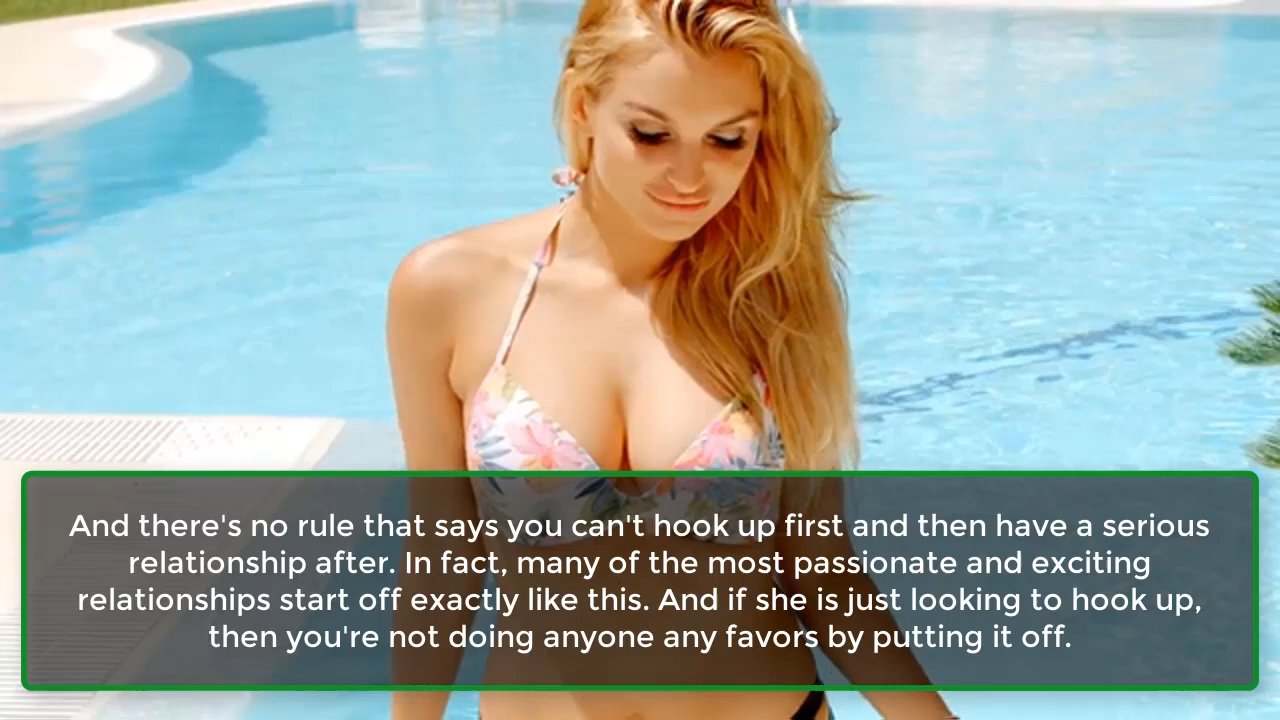 And there's no rule that says you can't hook up first and then have a serious
relationship after. In fact, many of the most passionate and exciting
relationships start off exactly like this. And if she is just looking to hook up,
then you're not doing anyone any favors by putting it off.